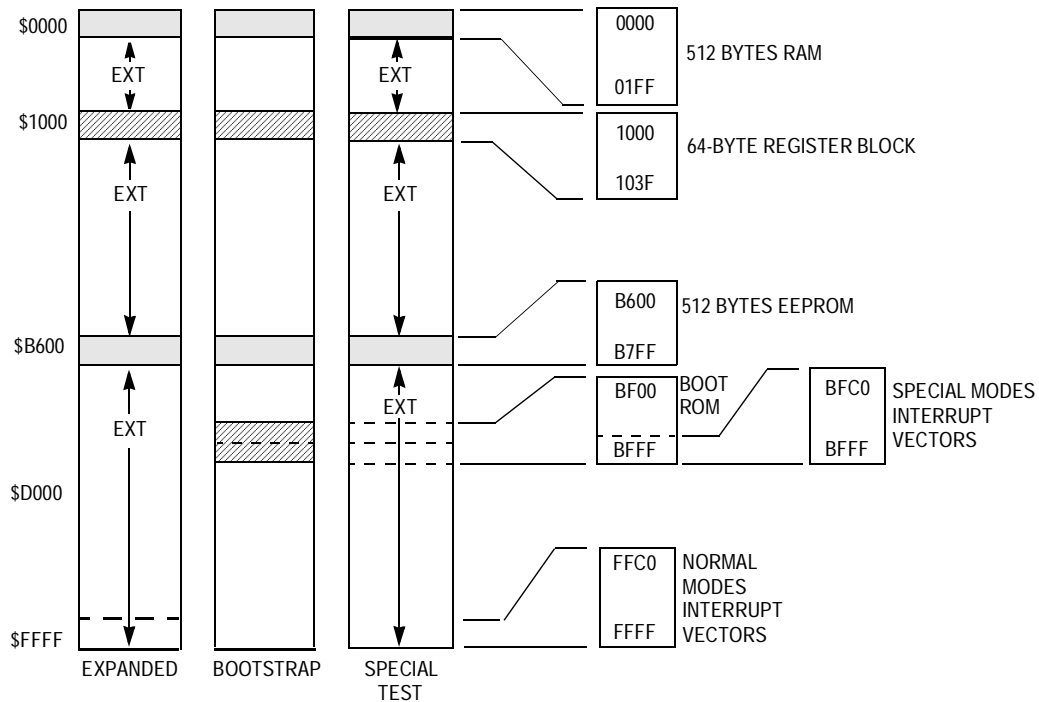 $0000
EXT
EXT
0000
01FF
512 BYTES RAM
$1000
1000
103F
64-BYTE REGISTER BLOCK
EXT
EXT
$B600
B600
B7FF
512 BYTES EEPROM
EXT
EXT
BF00
BFFF
BOOT
ROM
BFC0
BFFF
SPECIAL MODES
INTERRUPT
VECTORS
$D000
FFC0
FFFF
NORMAL
MODES
INTERRUPT
VECTORS
$FFFF
EXPANDED
BOOTSTRAP
SPECIAL
TEST